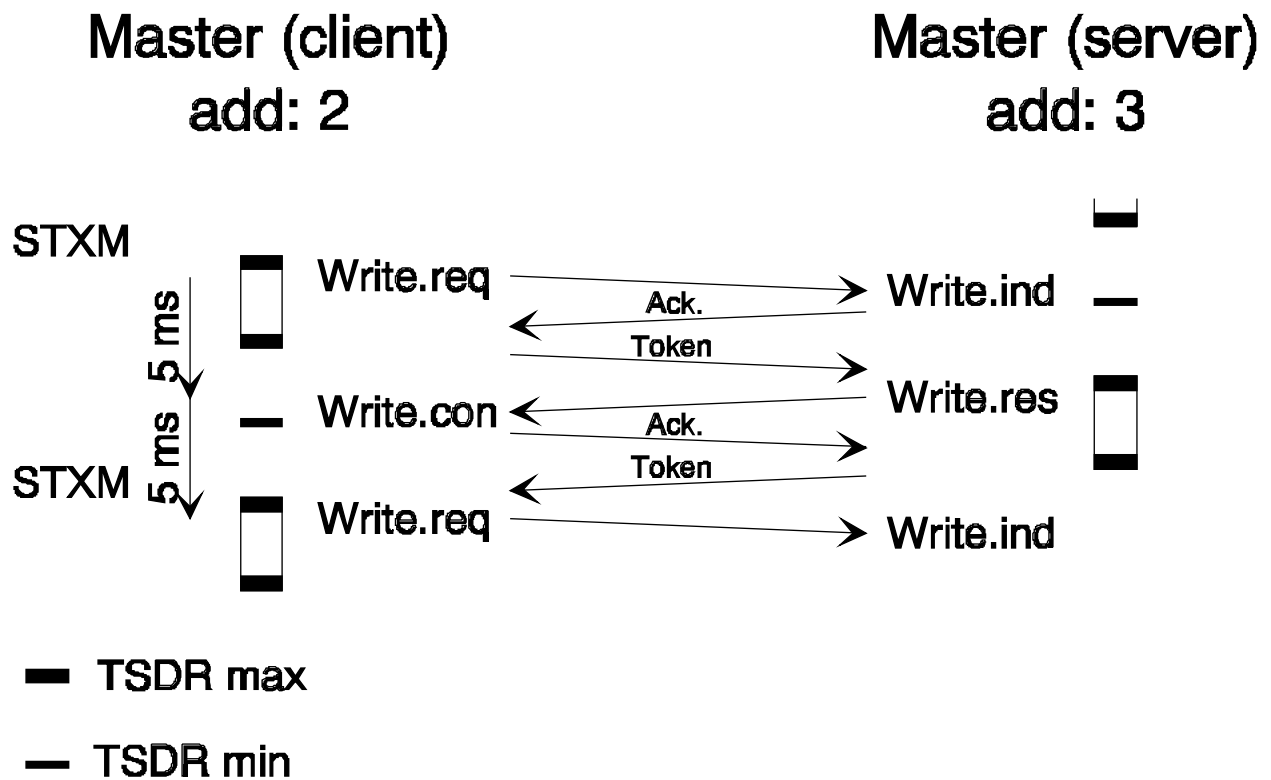 Master (client)
add: 2
Master (server)
add: 3
STXM
Write.req
Write.ind
Ack.
5 ms
Token
Write.res
Write.con
Ack.
5 ms
Token
STXM
Write.req
Write.ind
TSDR max
TSDR min